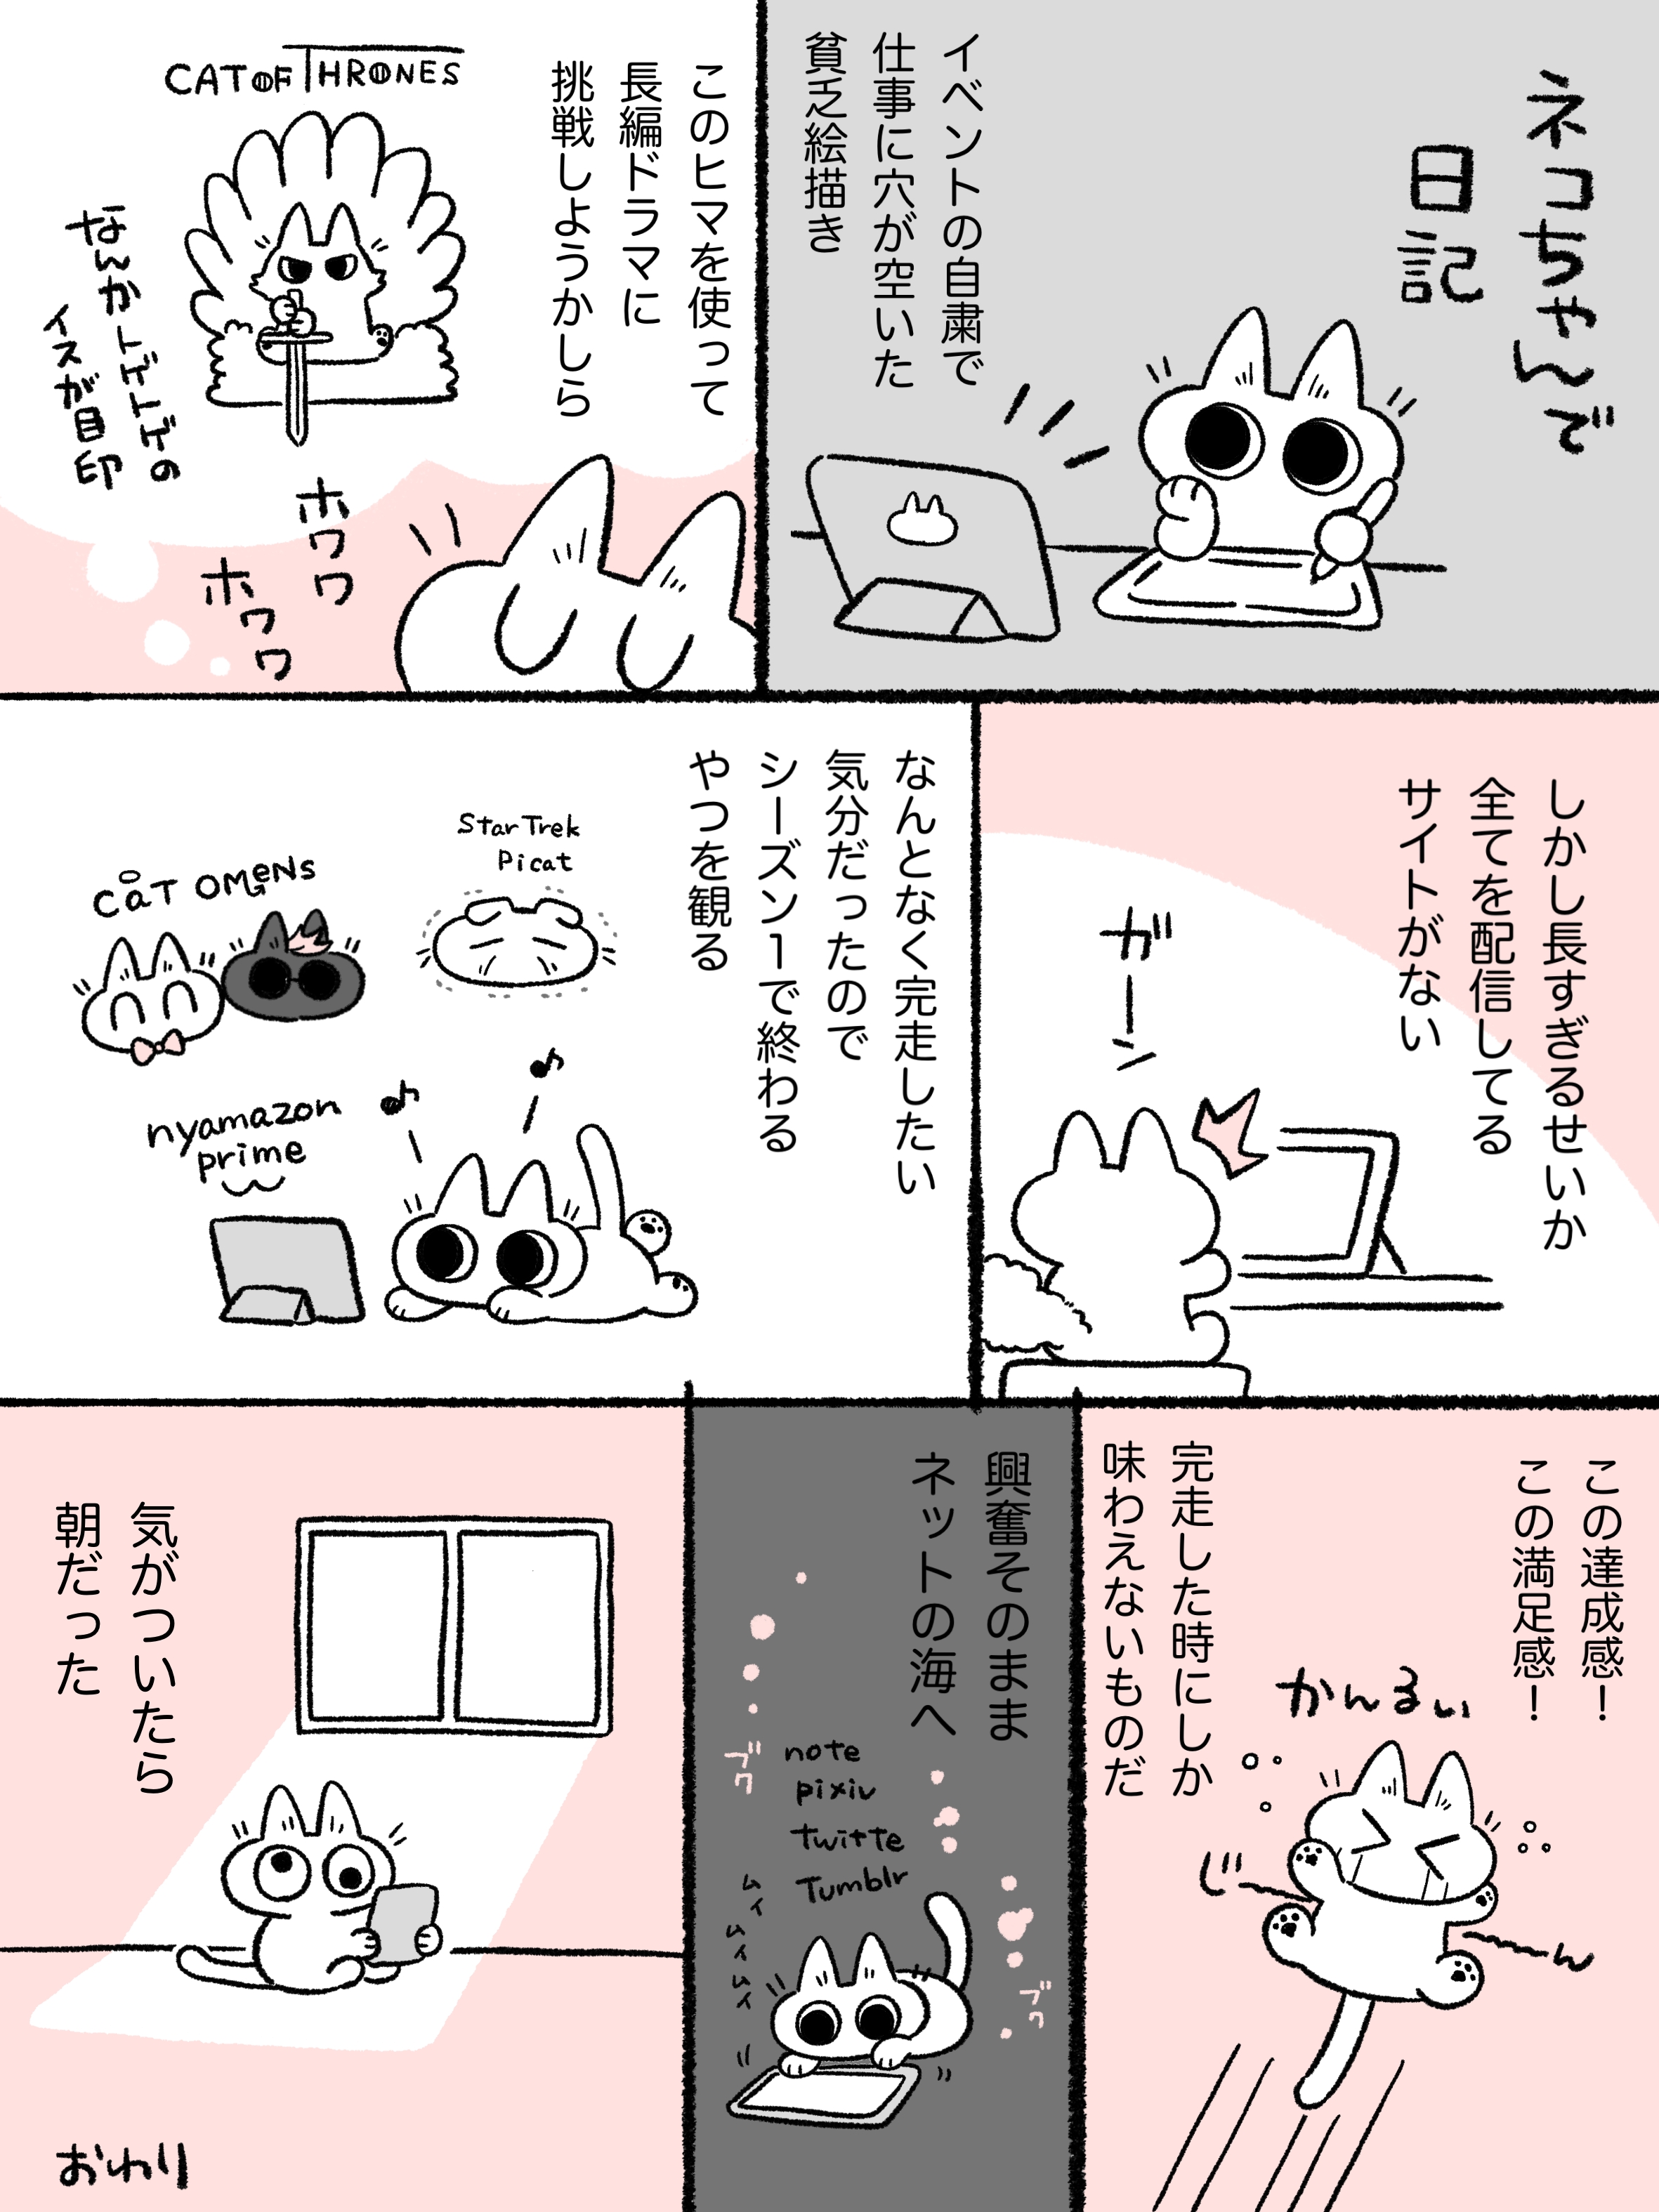 ネコちゃんで
日記
イベントの自粛で
仕事に穴が空いた
貧乏絵描き
このヒマを使って
長編ドラマに
挑戦しようかしら
CAT OF THRONES
なんかトゲトゲの
イスが目印
ホワワ
ホワワ
しかし長すぎるせいか
全てを配信してる
サイトがない
ガーン
なんとなく完走したい
気分だったので
シーズン1で終わる
やつを観る
Star Trek
Picat
CAT OMENS
nyamazon
prime
この達成感！
この満足感！
かんるい
じ〜ん
完走した時にしか
味わえないものだ
興奮そのまま
ネットの海へ
ブク
note
pixiv
twitte
Tumblr
ムイ
ムイムイ
ブク
気がついたら
朝だった
おわり